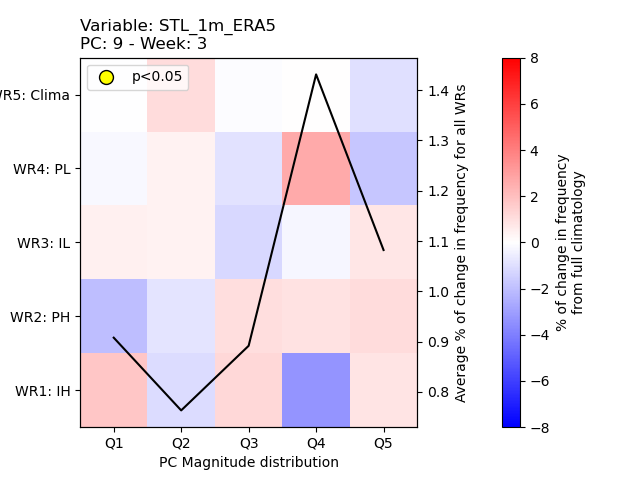 Variable: STL_1m_ERA5
PC: 9 - Week: 3
p<0.05
WR5: Clima
WR4: PL
WR3: IL
WR2: PH
WR1: IH
Q1 Q2 Q3 Q4 Q5
PC Magnitude distribution
1.4
1.3
1.2
1.1
1.0
0.9
0.8
Average % of change in frequency for all WRs
8
6
4
2
0
−2
−4
−6
−8
% of change in frequency
from full climatology